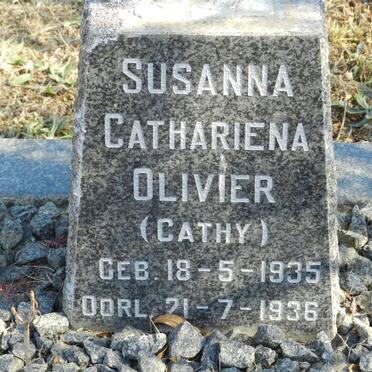 SUSANNA
CATHARIENA
OLIVIER
(CATHY)
GEB. 18-5-1935
OORL. 21-7-1936